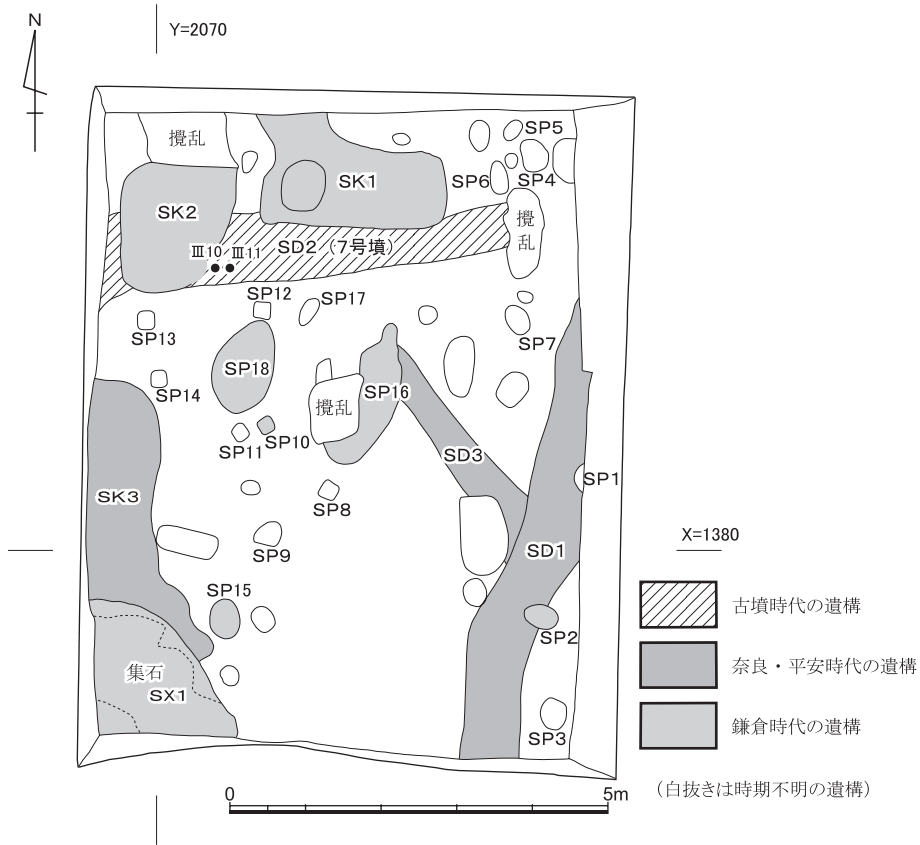 N
Y=2070
攪乱
SP5
SK1
SP6
SP4
SK2
攪乱
Ⅲ10
Ⅲ11
SD2（7号墳）
SP12
SP17
SP13
SP7
SP18
SP14
SP16
攪乱
SP11
SP10
SD3
SP1
SK3
SP8
X=1380
SP9
SD1
SP15
古墳時代の遺構
SP2
奈良・平安時代の遺構
集石
SX1
鎌倉時代の遺構
SP3
（白抜きは時期不明の遺構）
0
5m